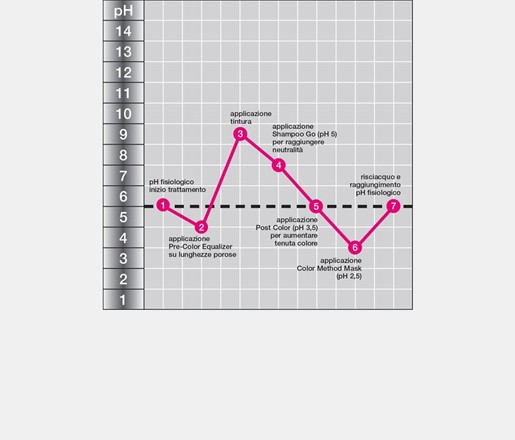 pH
14
13
12
11
10
9
8
7
6
5
4
3
2
1
pH fisiologico
inizio trattamento
1
applicazione
Pre-Color Equalizer
su lunghezze porose
2
applicazione
tintura
3
applicazione
Shampoo Go (pH 5)
per raggiungere
neutralità
4
applicazione
Post Color (pH 3,5)
per aumentare
tenuta colore
5
applicazione
Color Method Mask
(pH 2,5)
6
risciacquo e
raggiungimento
pH fisiologico
7